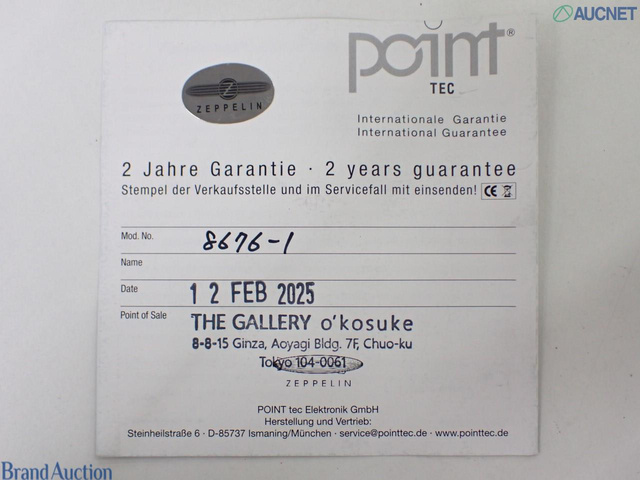 AUCNET
point®
TEC
ZEPPELIN
Internationale Garantie
International Guarantee
2 Jahre Garantie · 2 years guarantee
Stempel der Verkaufsstelle und im Servicefall mit einsenden! CE
Mod. No. 8676-1
Name
Date 12 FEB 2025
Point of Sale THE GALLERY o'kosuke
8-8-15 Ginza, Aoyagi Bldg. 7F, Chuo-ku
Tokyo 104-0061
ZEPPELIN
POINT tec Elektronik GmbH
Herstellung und Vertrieb:
Steinheilstraße 6 · D-85737 Ismaning/München · service@pointtec.de · www.pointtec.de
Brand Auction